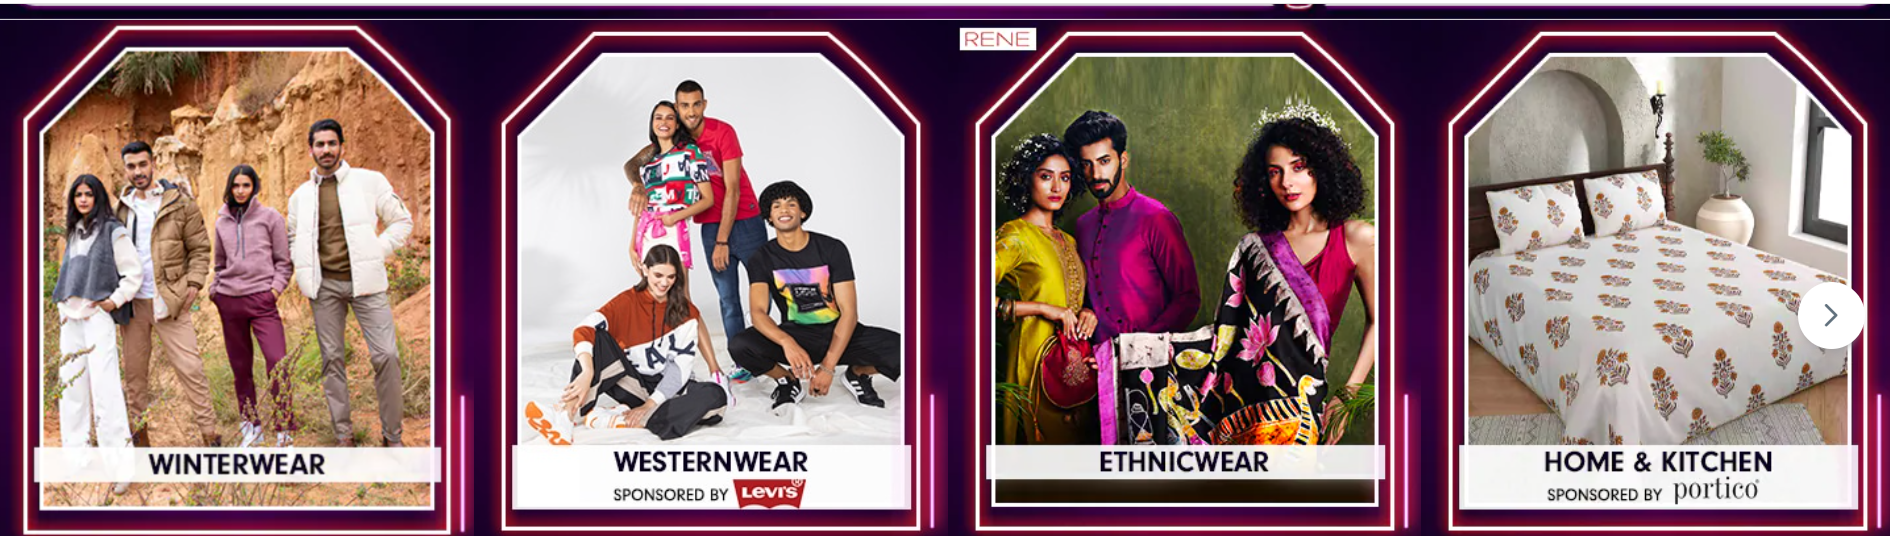 WINTERWEAR
WESTERNWEAR
SPONSORED BY Levi's®
RENE
ETHNICWEAR
HOME & KITCHEN
SPONSORED BY portico